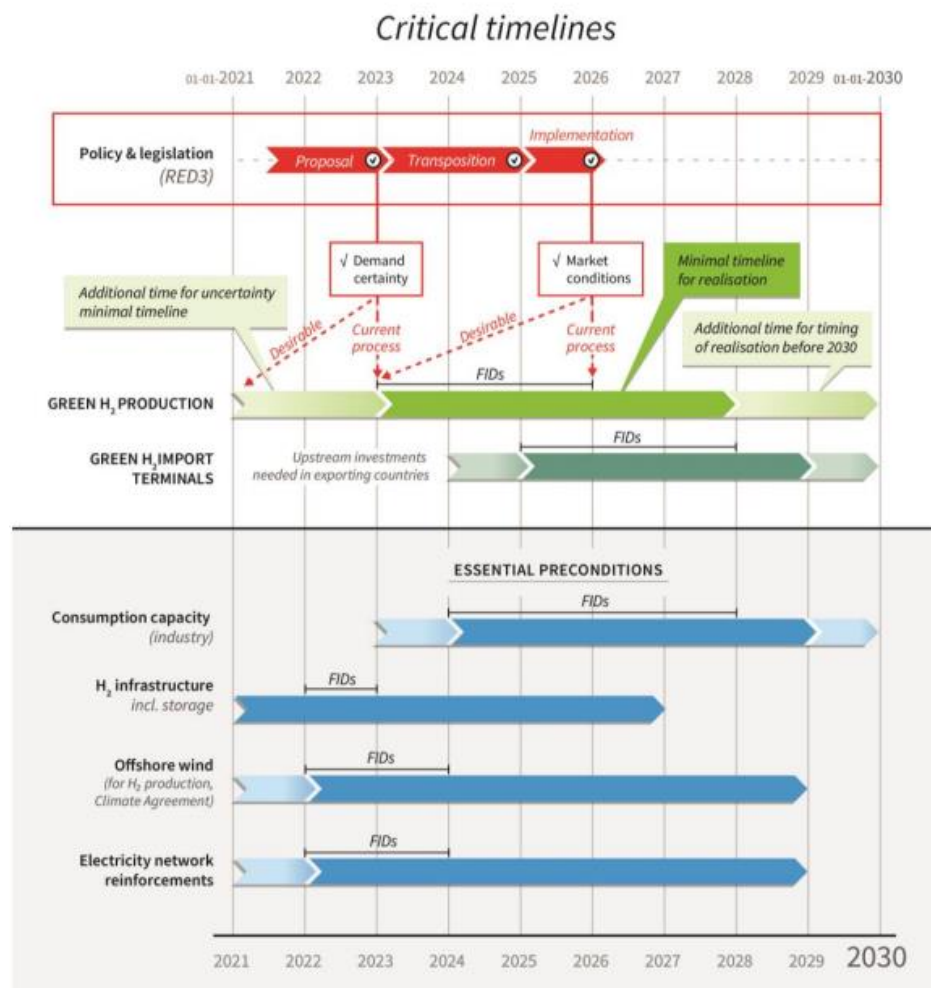 Critical timelines
01-01-2021 2022 2023 2024 2025 2026 2027 2028 2029 01-01-2030
Implementation
Policy & legislation
(RED3)
Proposal
Transposition
√ Demand
certainty
√ Market
conditions
Minimal timeline
for realisation
Additional time for uncertainty
minimal timeline
Additional time for timing
of realisation before 2030
Desirable
Current
process
Desirable
Current
process
FIDs
GREEN H₂ PRODUCTION
FIDs
GREEN H₂IMPORT
TERMINALS
Upstream investments
needed in exporting countries
ESSENTIAL PRECONDITIONS
FIDs
Consumption capacity
(industry)
FIDs
H₂ infrastructure
incl. storage
FIDs
Offshore wind
(for H₂ production,
Climate Agreement)
FIDs
Electricity network
reinforcements
2021 2022 2023 2024 2025 2026 2027 2028 2029 2030